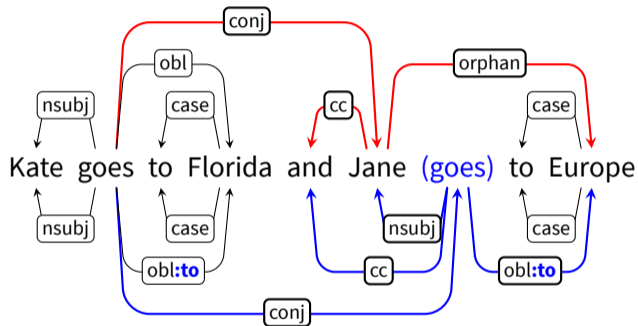 conj
obl orphan
nsubj case cc case
Kate goes to Florida and Jane (goes) to Europe
nsubj case nsubj case
obl:to cc obl:to
conj